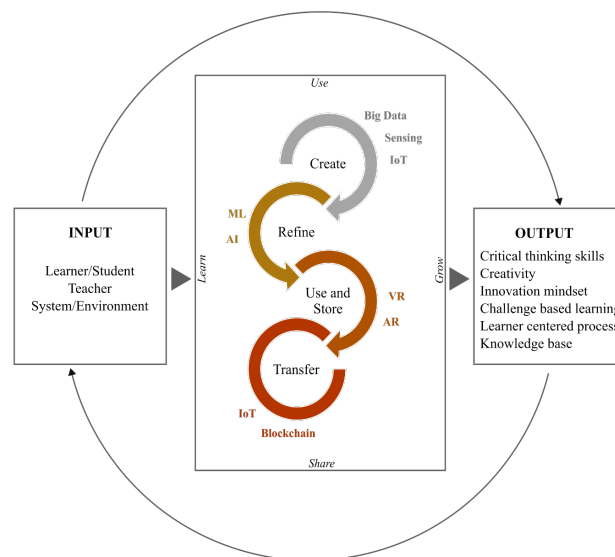 Use
Big Data
Sensing
IoT
Create
ML
AI
Refine
Learn
Grow
Use and
Store
VR
AR
Transfer
IoT
Blockchain
Share
INPUT
Learner/Student
Teacher
System/Environment
OUTPUT
Critical thinking skills
Creativity
Innovation mindset
Challenge based learning
Learner centered process
Knowledge base